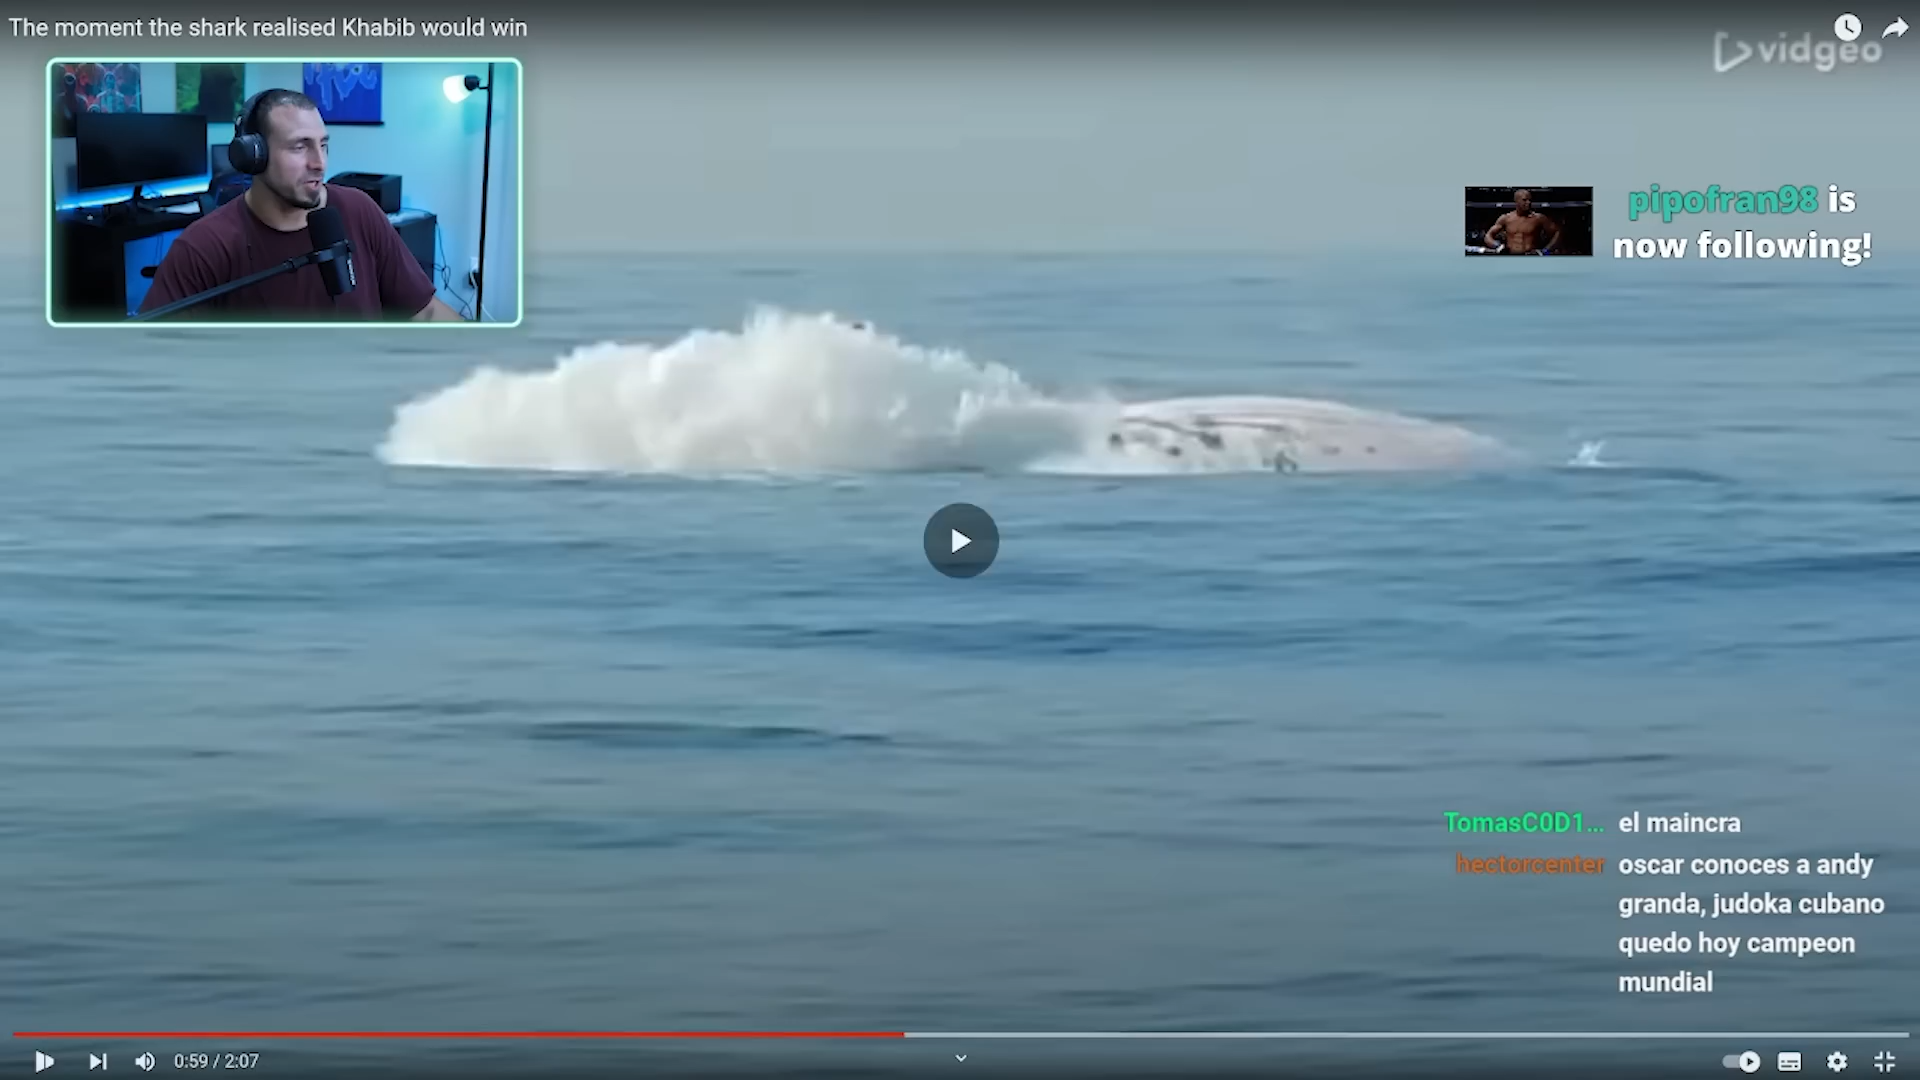 The moment the shark realised Khabib would win
vidgeo
pipofran98 is
now following!
TomasC0D1... el maincra
hectorcenter oscar conoces a andy
granda, judoka cubano
quedo hoy campeon
mundial
0:59 / 2:07